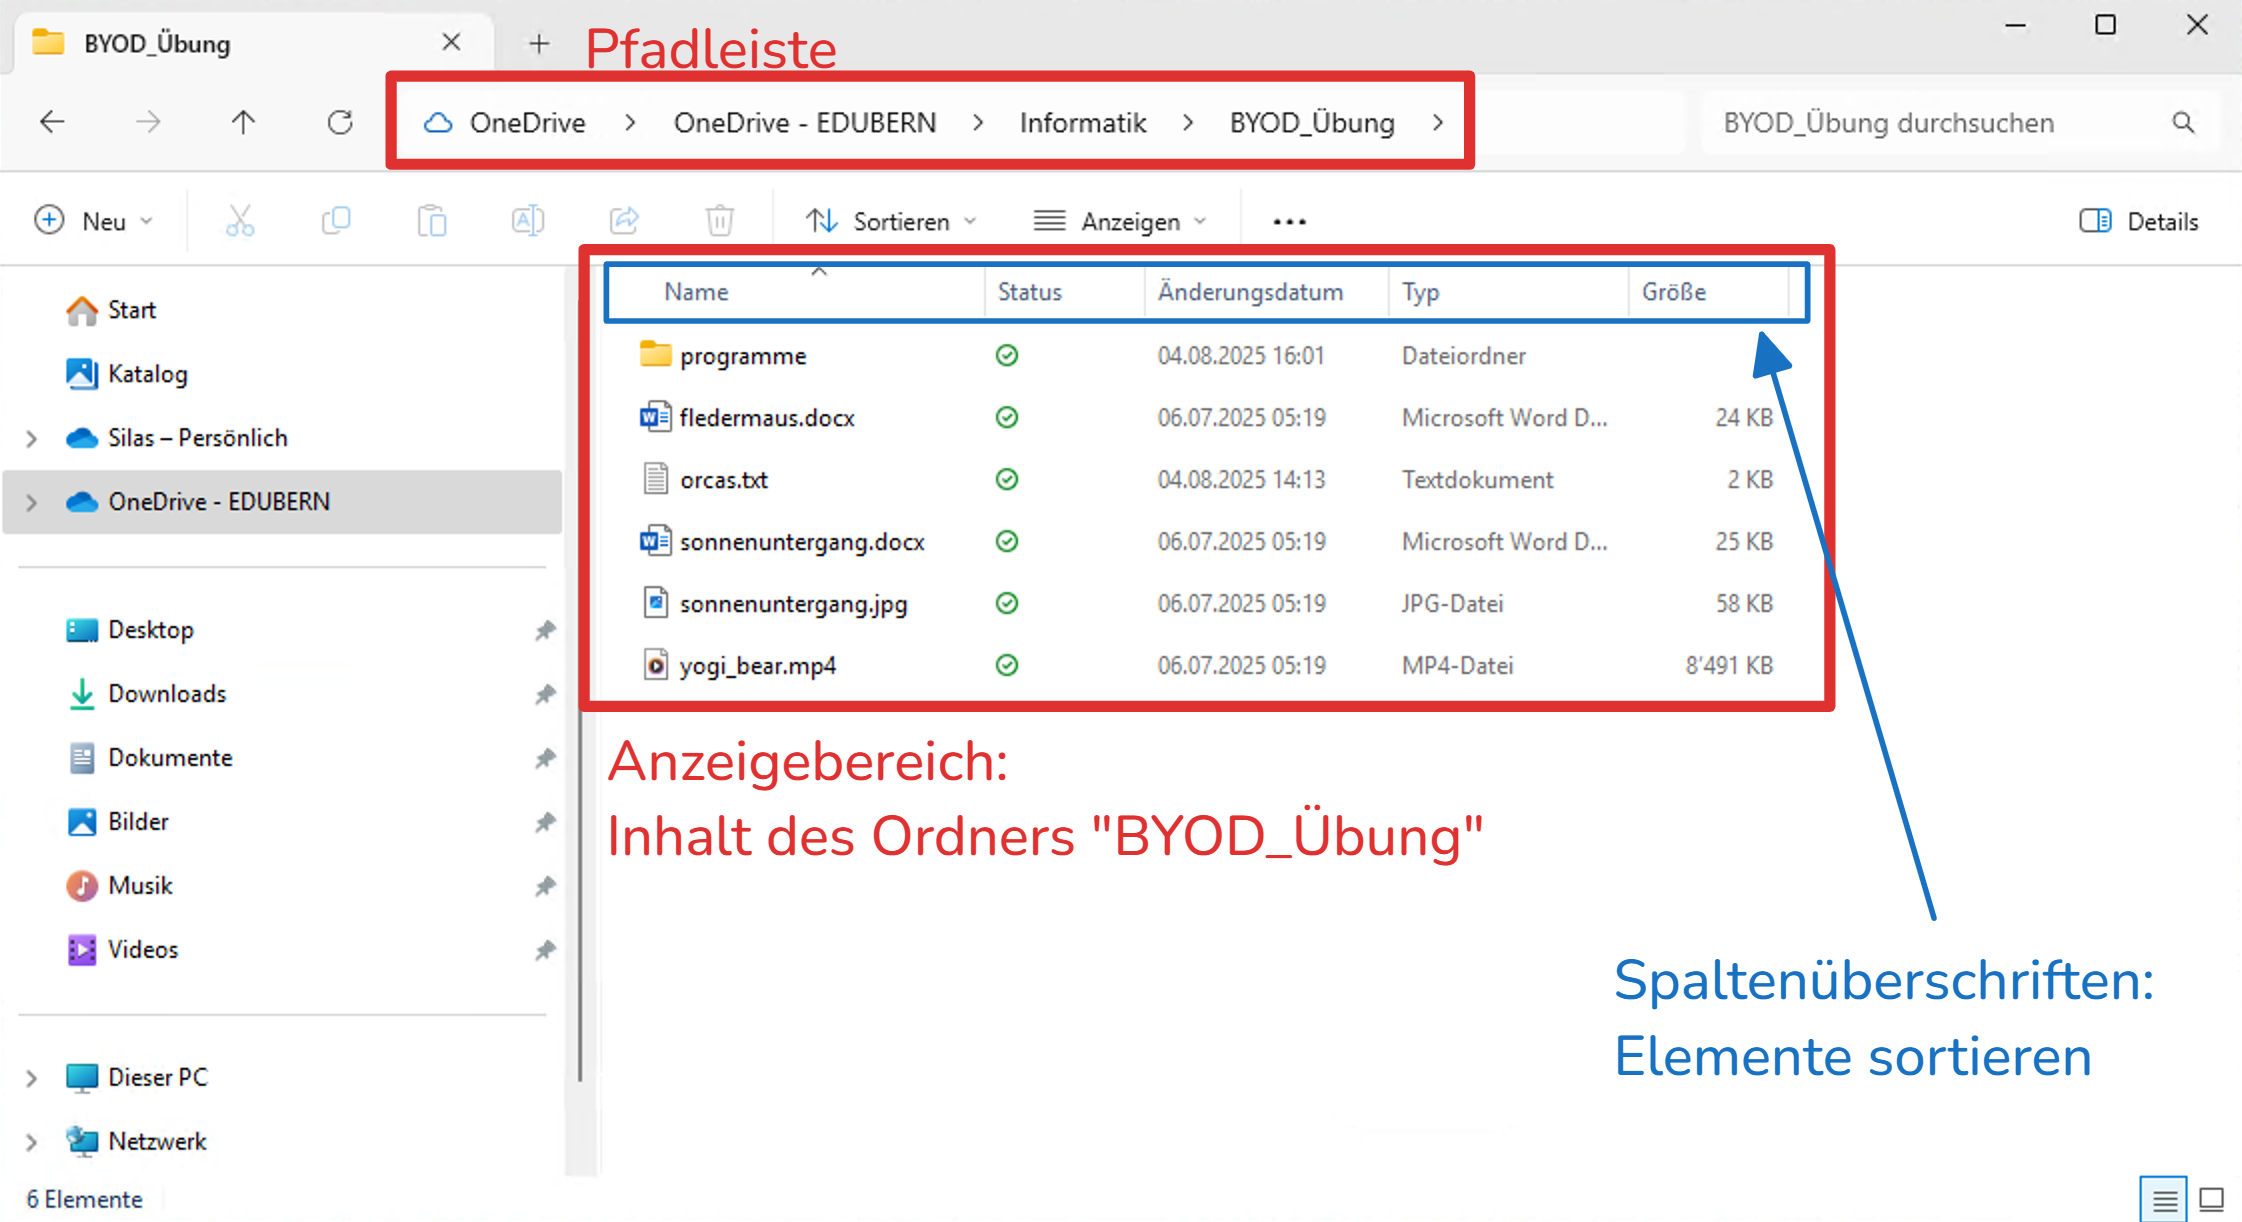 BYOD_Übung
Pfadleiste
OneDrive > OneDrive - EDUBERN > Informatik > BYOD_Übung >
BYOD_Übung durchsuchen
Neu
Sortieren
Anzeigen
Details
Name Status Änderungsdatum Typ Größe
programme 04.08.2025 16:01 Dateiordner
fledermaus.docx 06.07.2025 05:19 Microsoft Word D... 24 KB
orcas.txt 04.08.2025 14:13 Textdokument 2 KB
sonnenuntergang.docx 06.07.2025 05:19 Microsoft Word D... 25 KB
sonnenuntergang.jpg 06.07.2025 05:19 JPG-Datei 58 KB
yogi_bear.mp4 06.07.2025 05:19 MP4-Datei 8'491 KB
Start
Katalog
Silas – Persönlich
OneDrive - EDUBERN
Desktop
Downloads
Dokumente
Bilder
Musik
Videos
Dieser PC
Netzwerk
Anzeigebereich:
Inhalt des Ordners "BYOD_Übung"
Spaltenüberschriften:
Elemente sortieren
6 Elemente